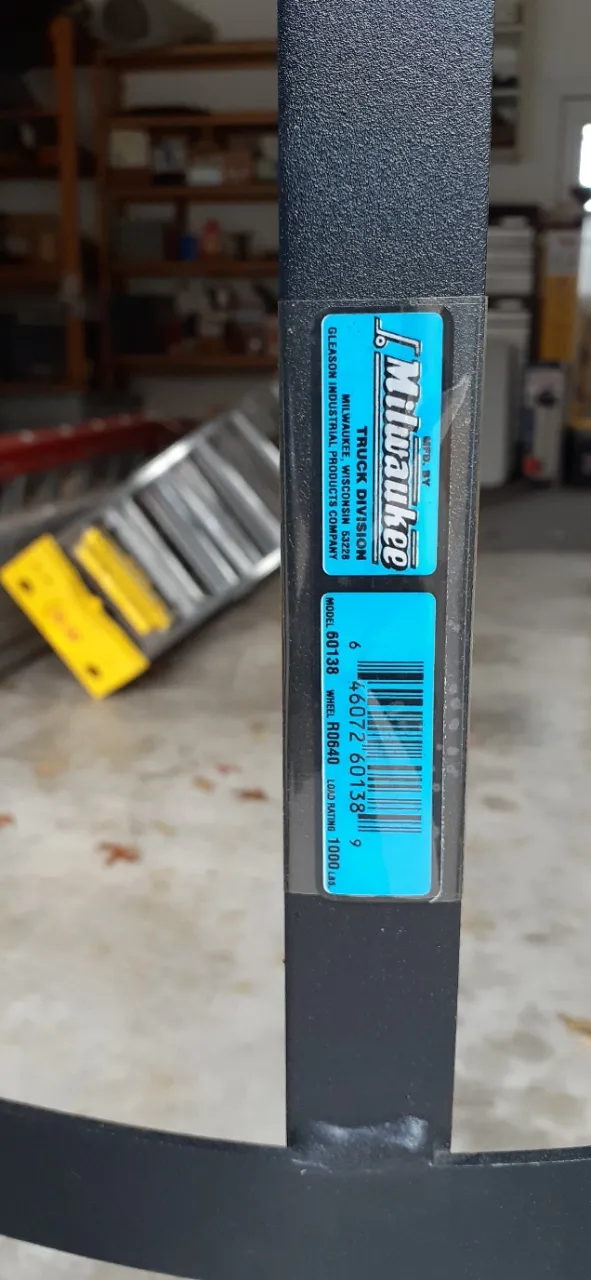 MFD. BY
Milwaukee
TRUCK DIVISION
MILWAUKEE, WISCONSIN 53228
GLEASON INDUSTRIAL PRODUCTS COMPANY
6 46072 60138 9
MODEL 60138 WHEEL R0640 LOAD RATING 1000 LBS.